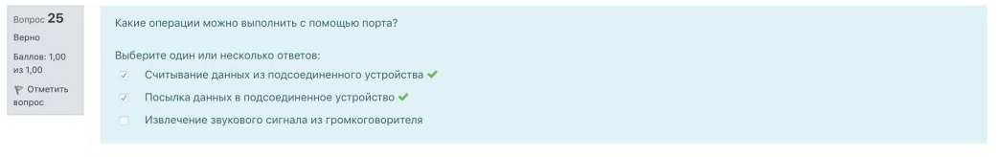 Вопрос 25
Верно
Баллов: 1,00
из 1,00
Отметить
вопрос
Какие операции можно выполнить с помощью порта?
Выберите один или несколько ответов:
Считывание данных из подсоединенного устройства
Посылка данных в подсоединенное устройство
Извлечение звукового сигнала из громкоговорителя